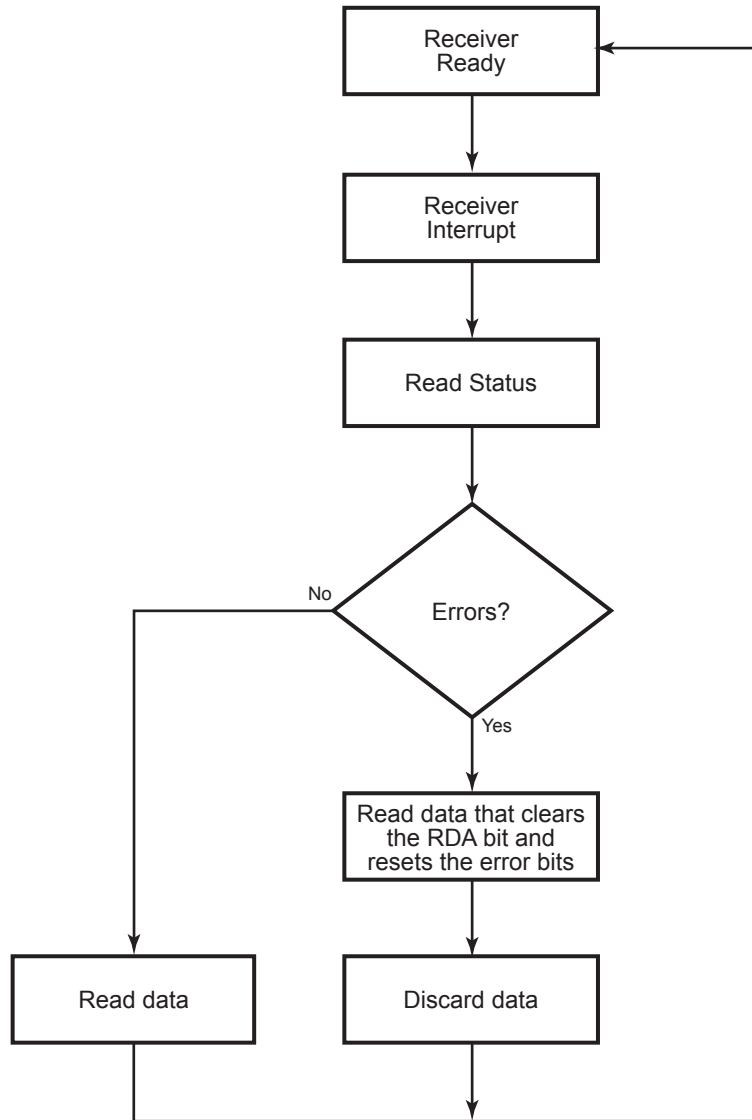 Receiver
Ready
Receiver
Interrupt
Read Status
Errors?
No
Yes
Read data that clears
the RDA bit and
resets the error bits
Read data
Discard data